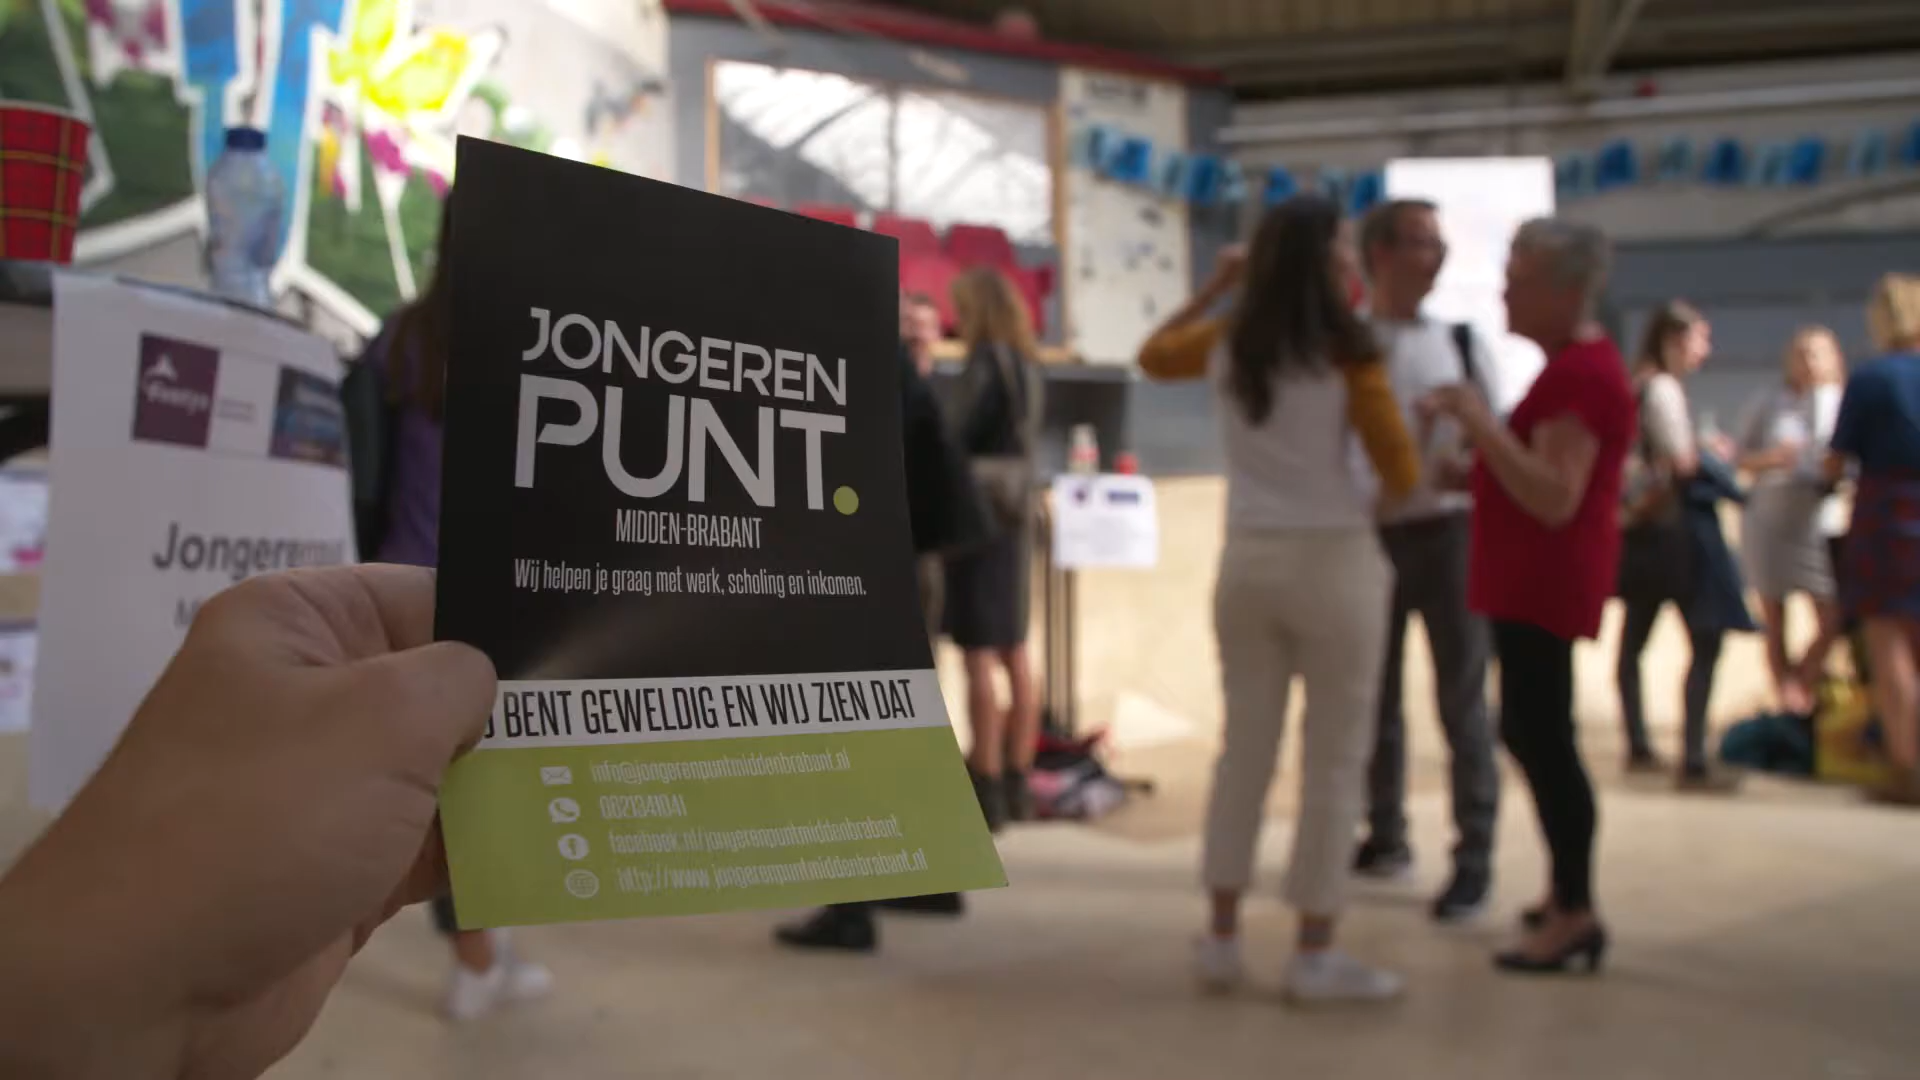 JONGEREN
PUNT.
MIDDEN-BRABANT
Wij helpen je graag met werk, scholing en inkomen.
J BENT GEWELDIG EN WIJ ZIEN DAT
info@jongerenpuntmiddenbrabant.nl
facebook.nl/jongerenpuntmiddenbrabant
http://www.jongerenpuntmiddenbrabant.nl
Fontys
Jongerenpunt